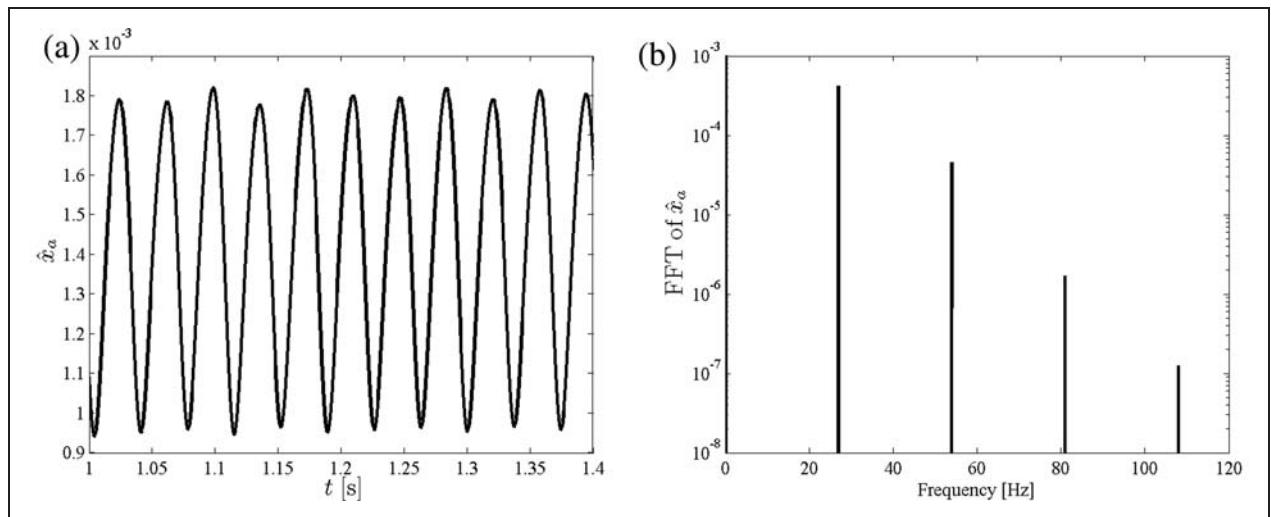 (a)
x 10⁻³
1.9
1.8
1.7
1.6
1.5
1.4
1.3
1.2
1.1
1
0.9
x̂ₐ
1 1.05 1.1 1.15 1.2 1.25 1.3 1.35 1.4
t [s]
(b)
10⁻³
10⁻⁴
10⁻⁵
10⁻⁶
10⁻⁷
10⁻⁸
FFT of x̂ₐ
0 20 40 60 80 100 120
Frequency [Hz]